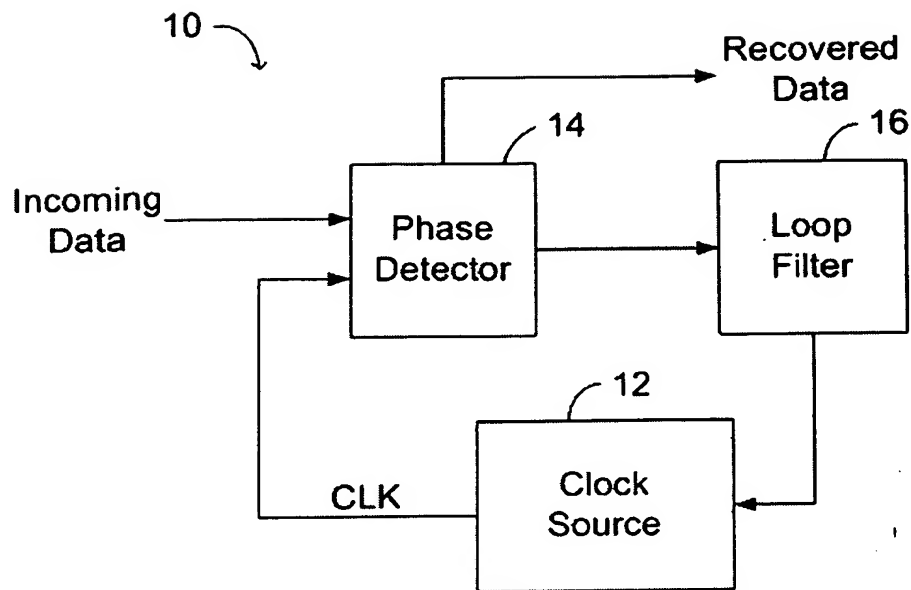 10
Recovered
Data
14
16
Incoming
Data
Phase
Detector
Loop
Filter
12
CLK
Clock
Source